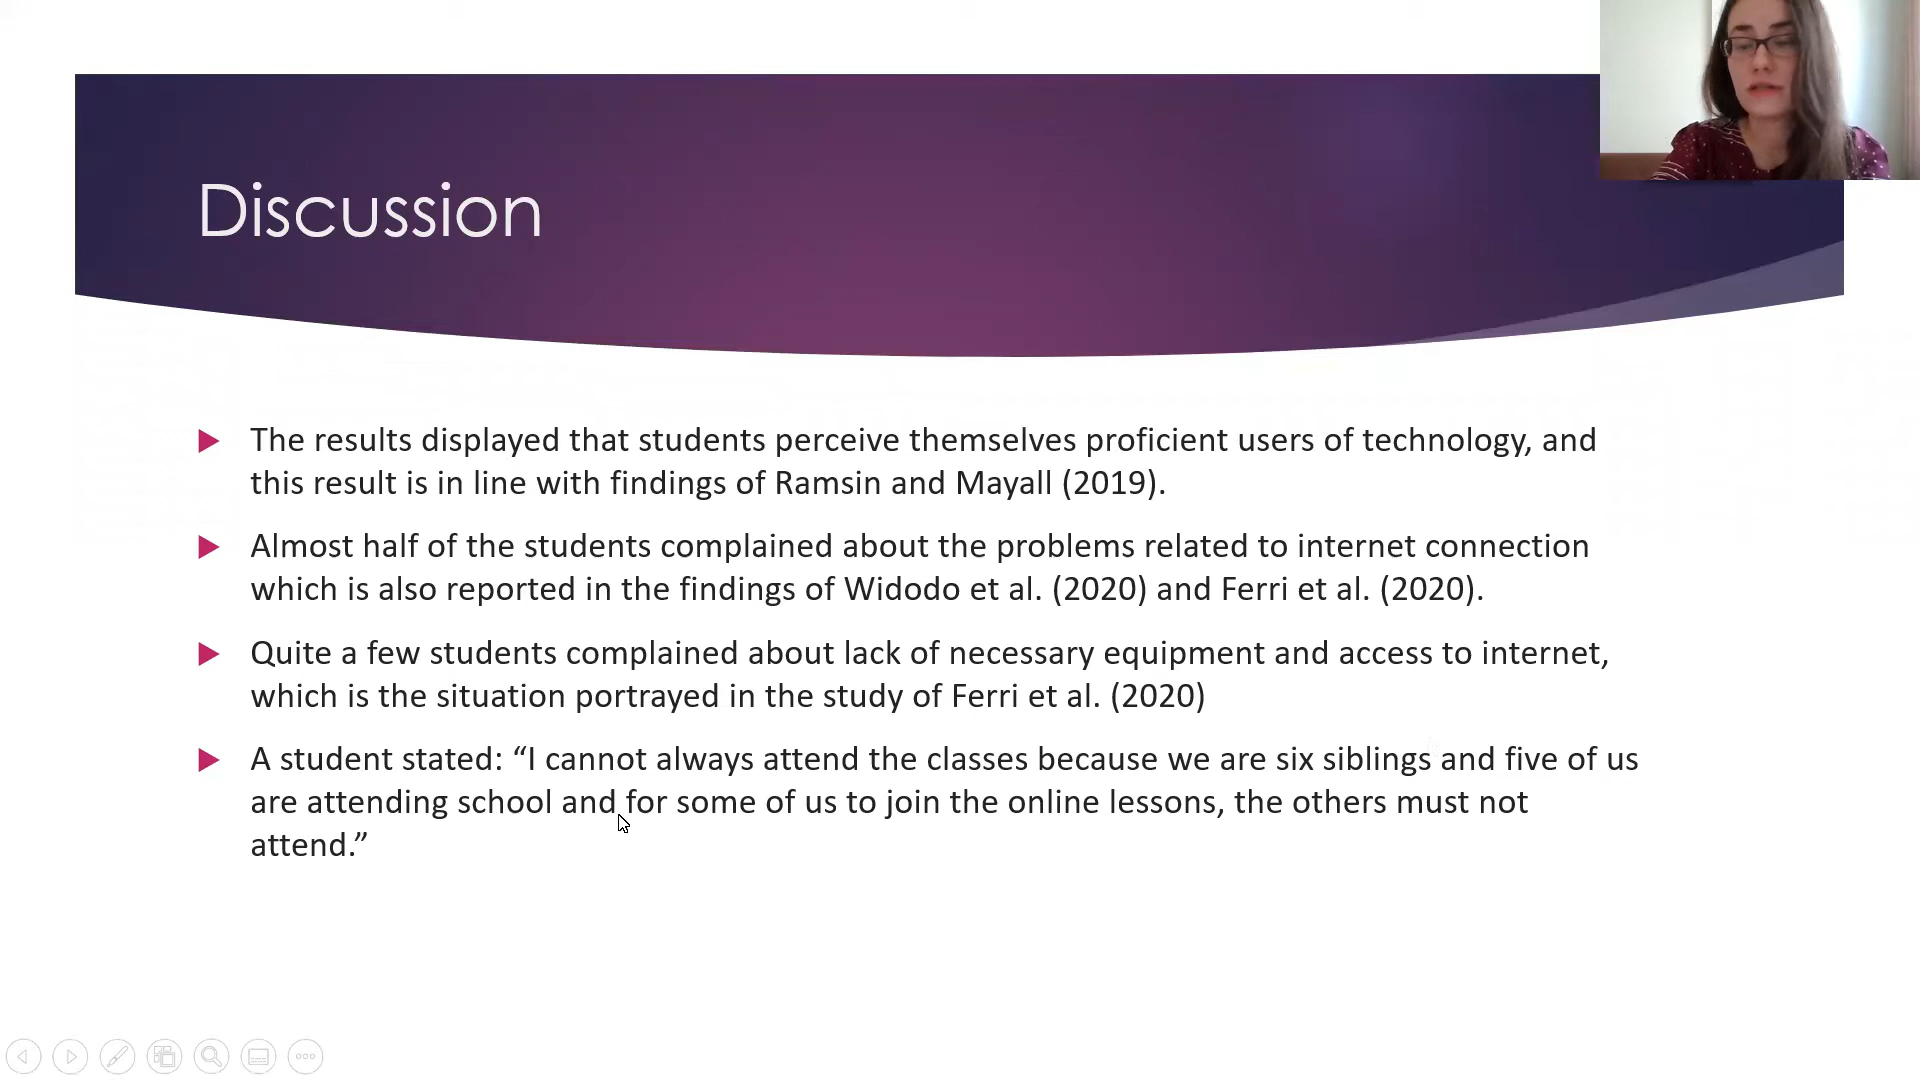 Discussion
The results displayed that students perceive themselves proficient users of technology, and
this result is in line with findings of Ramsin and Mayall (2019).
Almost half of the students complained about the problems related to internet connection
which is also reported in the findings of Widodo et al. (2020) and Ferri et al. (2020).
Quite a few students complained about lack of necessary equipment and access to internet,
which is the situation portrayed in the study of Ferri et al. (2020)
A student stated: “I cannot always attend the classes because we are six siblings and five of us
are attending school and for some of us to join the online lessons, the others must not
attend.”